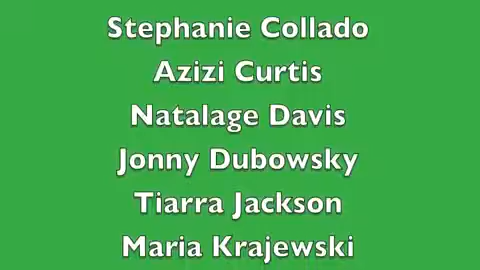 Stephanie Collado
Azizi Curtis
Natalage Davis
Jonny Dubowsky
Tiarra Jackson
Maria Krajewski